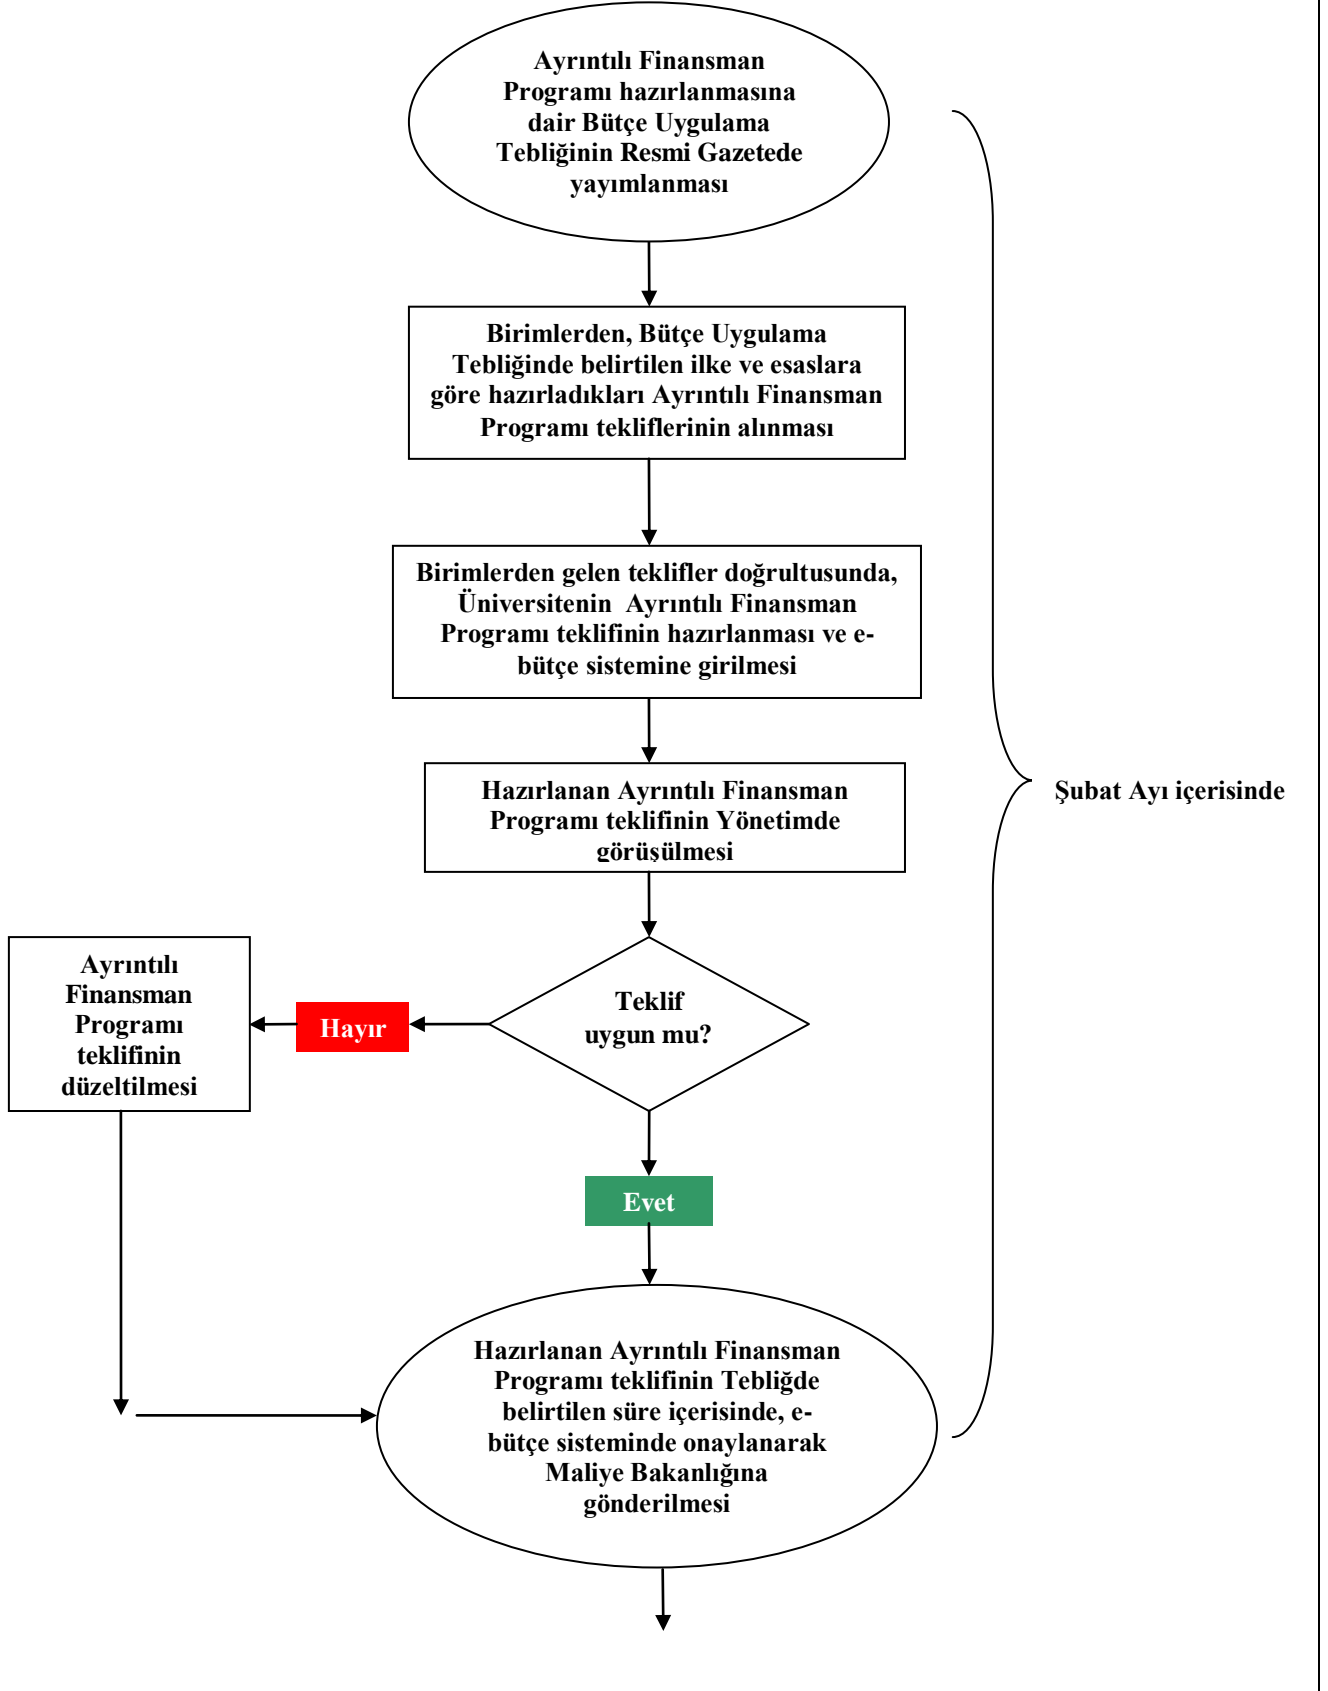 Ayrıntılı Finansman
Programı hazırlanmasına
dair Bütçe Uygulama
Tebliğinin Resmi Gazetede
yayımlanması
Birimlerden, Bütçe Uygulama
Tebliğinde belirtilen ilke ve esaslara
göre hazırladıkları Ayrıntılı Finansman
Programı tekliflerinin alınması
Birimlerden gelen teklifler doğrultusunda,
Üniversitenin Ayrıntılı Finansman
Programı teklifinin hazırlanması ve e-
bütçe sistemine girilmesi
Hazırlanan Ayrıntılı Finansman
Programı teklifinin Yönetimde
görüşülmesi
Şubat Ayı içerisinde
Teklif
uygun mu?
Hayır
Ayrıntılı
Finansman
Programı
teklifinin
düzeltilmesi
Evet
Hazırlanan Ayrıntılı Finansman
Programı teklifinin Tebliğde
belirtilen süre içerisinde, e-
bütçe sisteminde onaylanarak
Maliye Bakanlığına
gönderilmesi